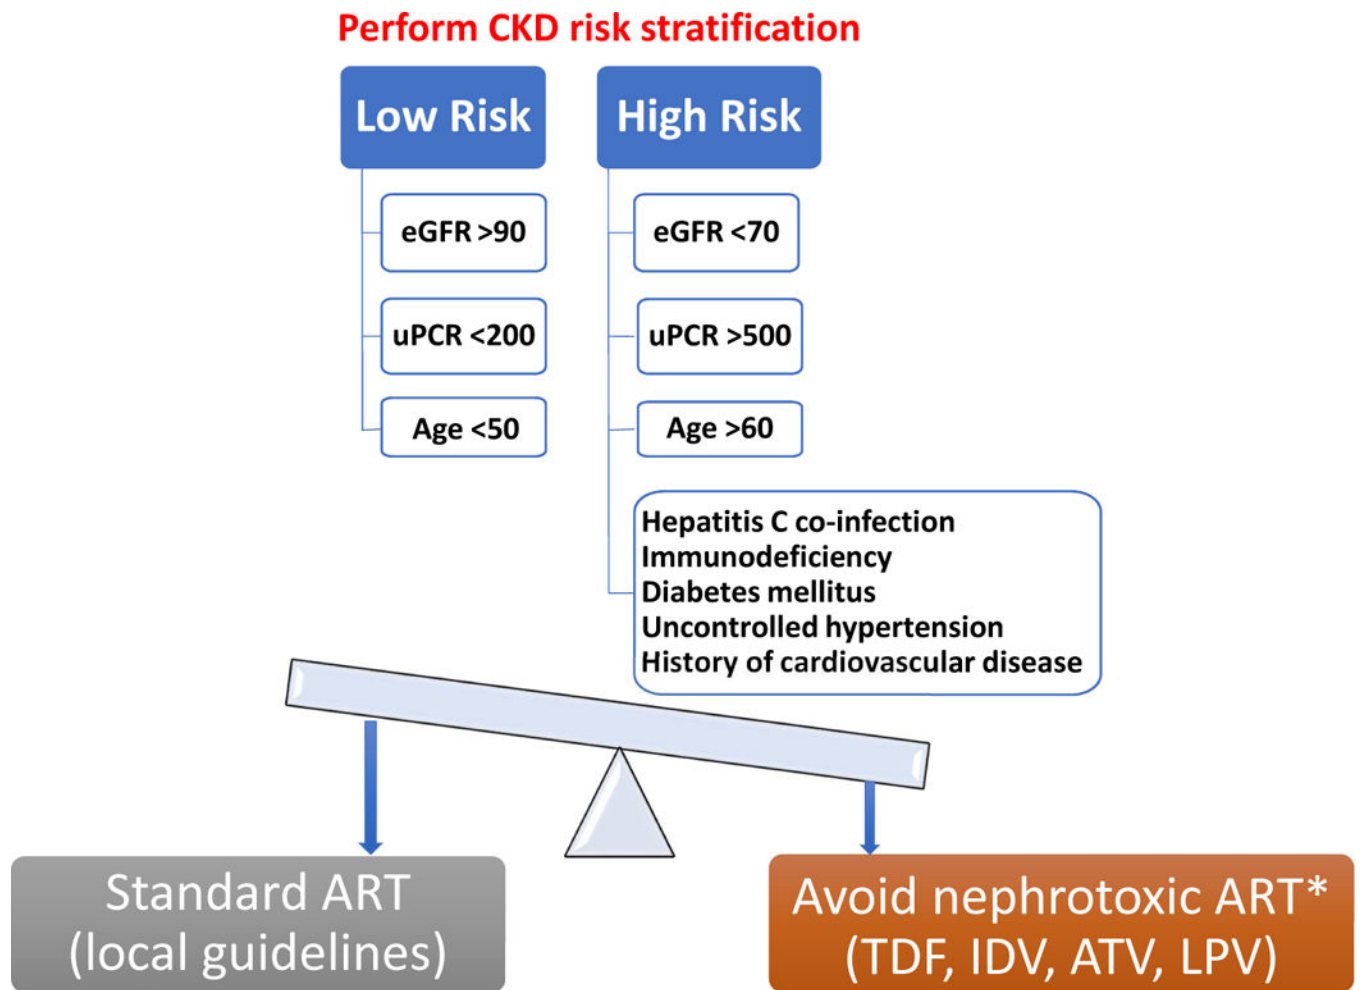 Perform CKD risk stratification
Low Risk
eGFR >90
uPCR <200
Age <50
High Risk
eGFR <70
uPCR >500
Age >60
Hepatitis C co-infection
Immunodeficiency
Diabetes mellitus
Uncontrolled hypertension
History of cardiovascular disease
Standard ART
(local guidelines)
Avoid nephrotoxic ART*
(TDF, IDV, ATV, LPV)